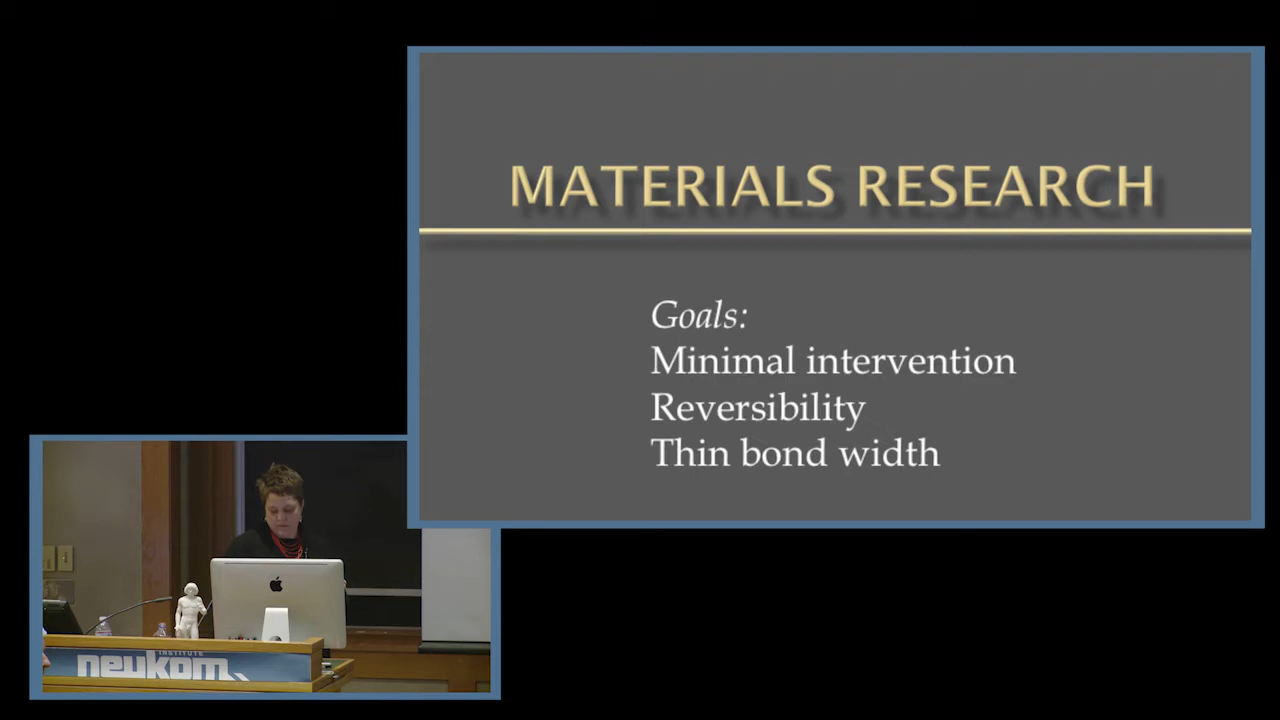 MATERIALS RESEARCH
Goals:
Minimal intervention
Reversibility
Thin bond width
INSTITUTE
neukom